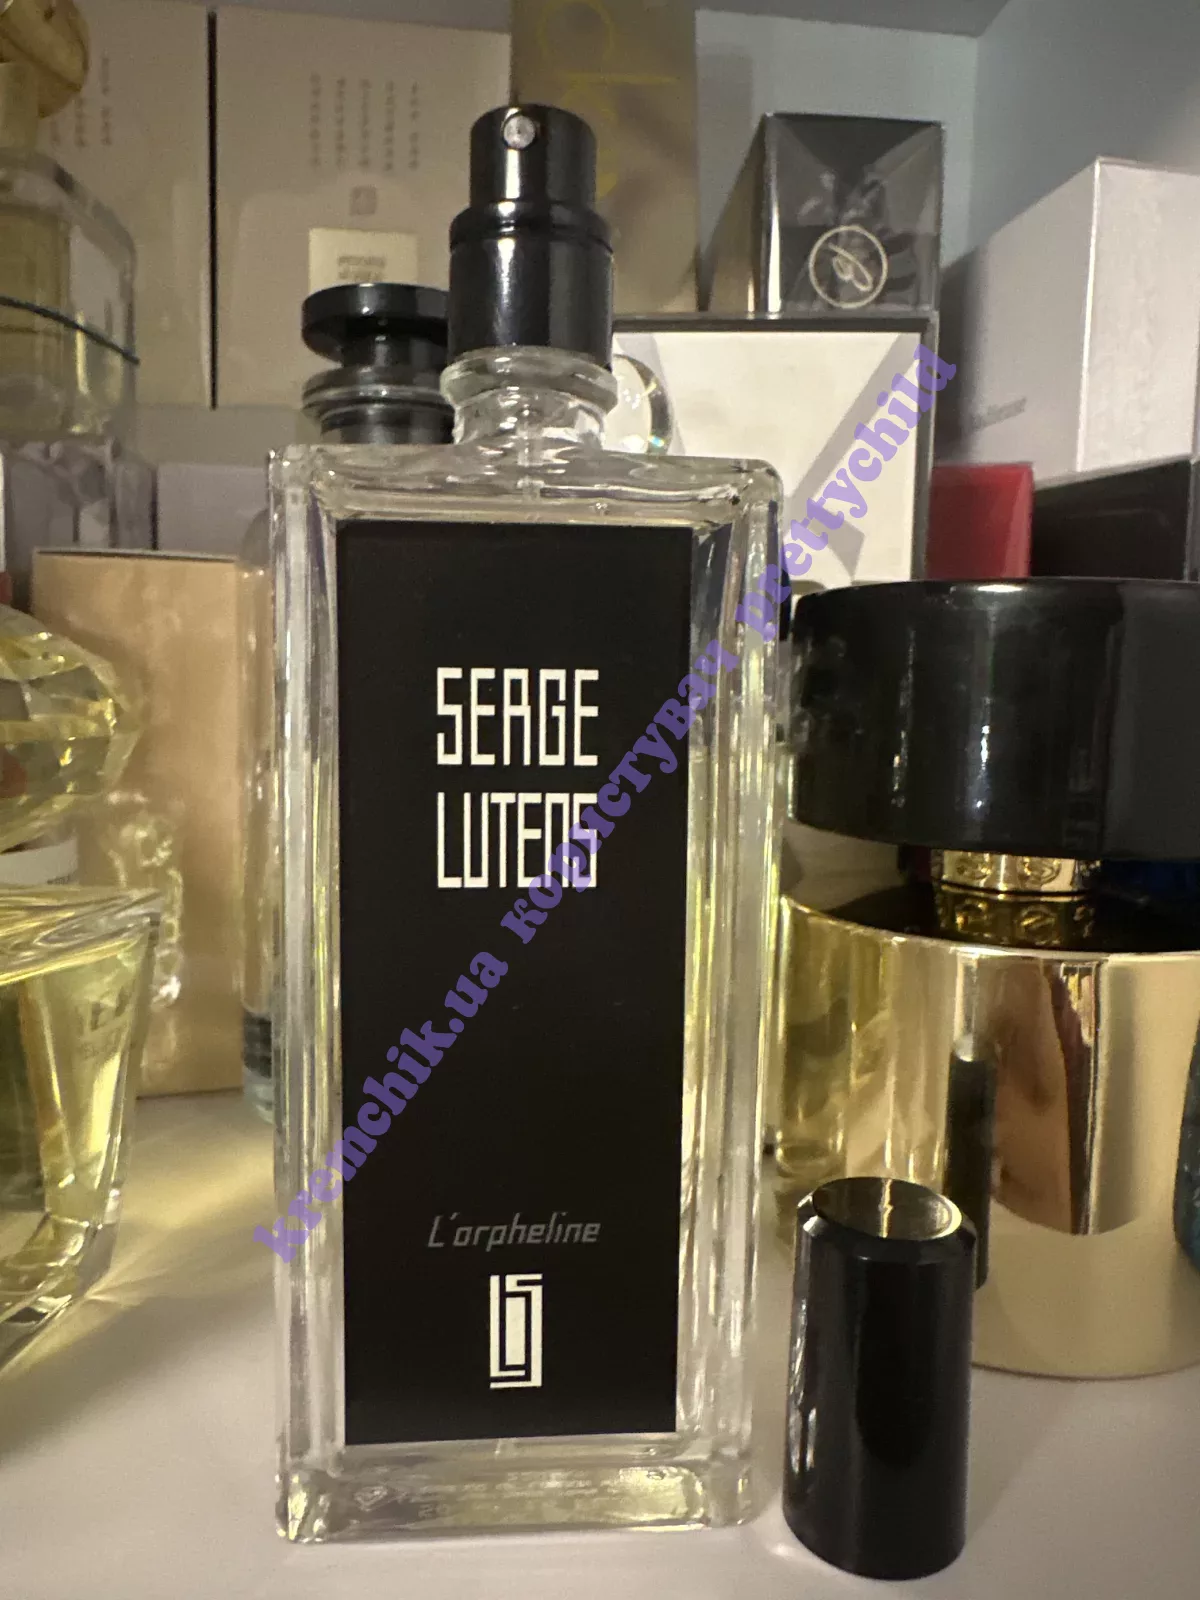 SERGE
LUTENS
L'orpheline
kremchik.ua користувач prettychild